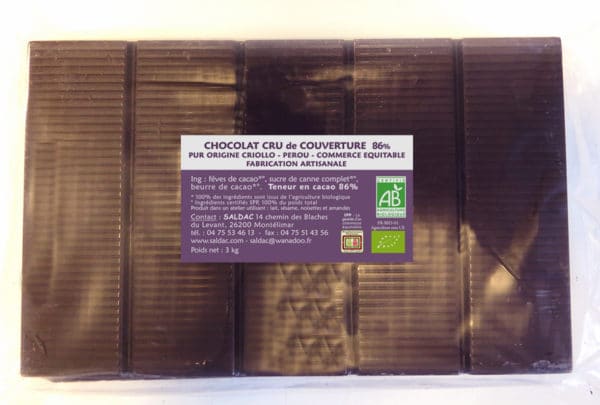 CHOCOLAT CRU de COUVERTURE 86%
PUR ORIGINE CRIOLLO - PEROU - COMMERCE EQUITABLE
FABRICATION ARTISANALE
Ing : fèves de cacao*°, sucre de canne complet*°,
beurre de cacao*°. Teneur en cacao 86%
* 100% des ingrédients sont issus de l'agriculture biologique
° Ingrédients certifiés SPP, 100% du poids total
Produit dans un atelier utilisant : lait, sésame, noisettes et amandes
Contact : SALDAC 14 chemin des Blaches
du Levant, 26200 Montélimar
tél. : 04 75 53 46 13 - fax : 04 75 51 43 56
www.saldac.com - saldac@wanadoo.fr
Poids net : 3 kg
CERTIFIÉ
AB
AGRICULTURE
BIOLOGIQUE